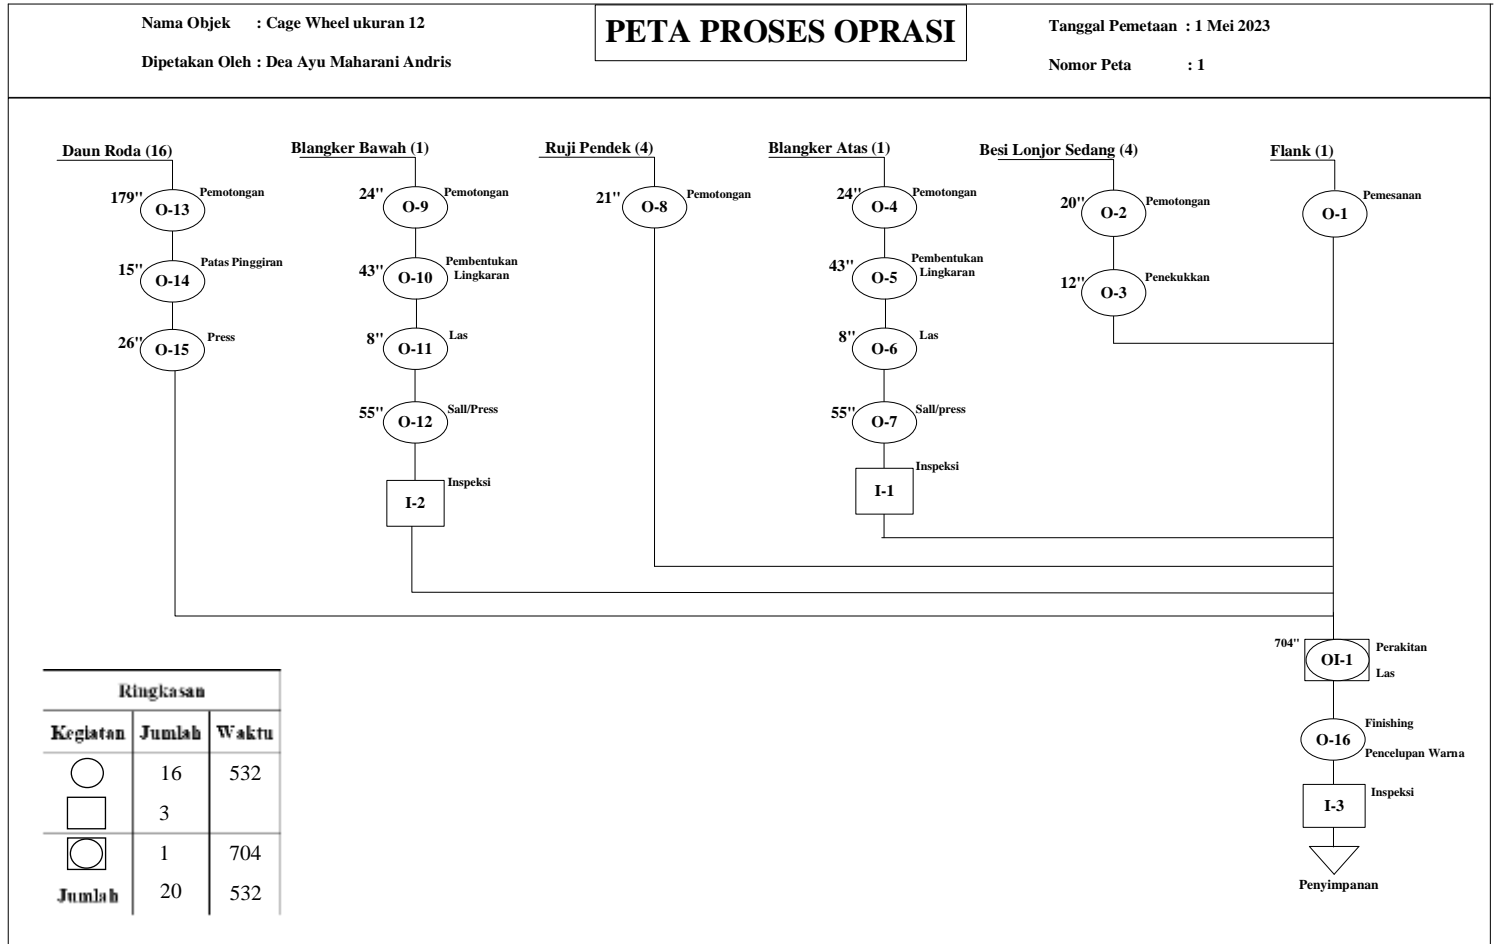 Nama Objek : Cage Wheel ukuran 12
Dipetakan Oleh : Dea Ayu Maharani Andris
PETA PROSES OPRASI
Tanggal Pemetaan : 1 Mei 2023
Nomor Peta : 1
Daun Roda (16)
179'' O-13 Pemotongan
15'' O-14 Patas Pinggiran
26'' O-15 Press
Blangker Bawah (1)
24'' O-9 Pemotongan
43'' O-10 Pembentukan
Lingkaran
8'' O-11 Las
55'' O-12 Sall/Press
I-2 Inspeksi
Ruji Pendek (4)
21'' O-8 Pemotongan
Blangker Atas (1)
24'' O-4 Pemotongan
43'' O-5 Pembentukan
Lingkaran
8'' O-6 Las
55'' O-7 Sall/press
I-1 Inspeksi
Besi Lonjor Sedang (4)
20'' O-2 Pemotongan
12'' O-3 Penekukkan
Flank (1)
O-1 Pemesanan
704'' OI-1 Perakitan
Las
O-16 Finishing
Pencelupan Warna
I-3 Inspeksi
Penyimpanan
Ringkasan
Kegiatan Jumlah Waktu
16 532
3
1 704
Jumlah 20 532